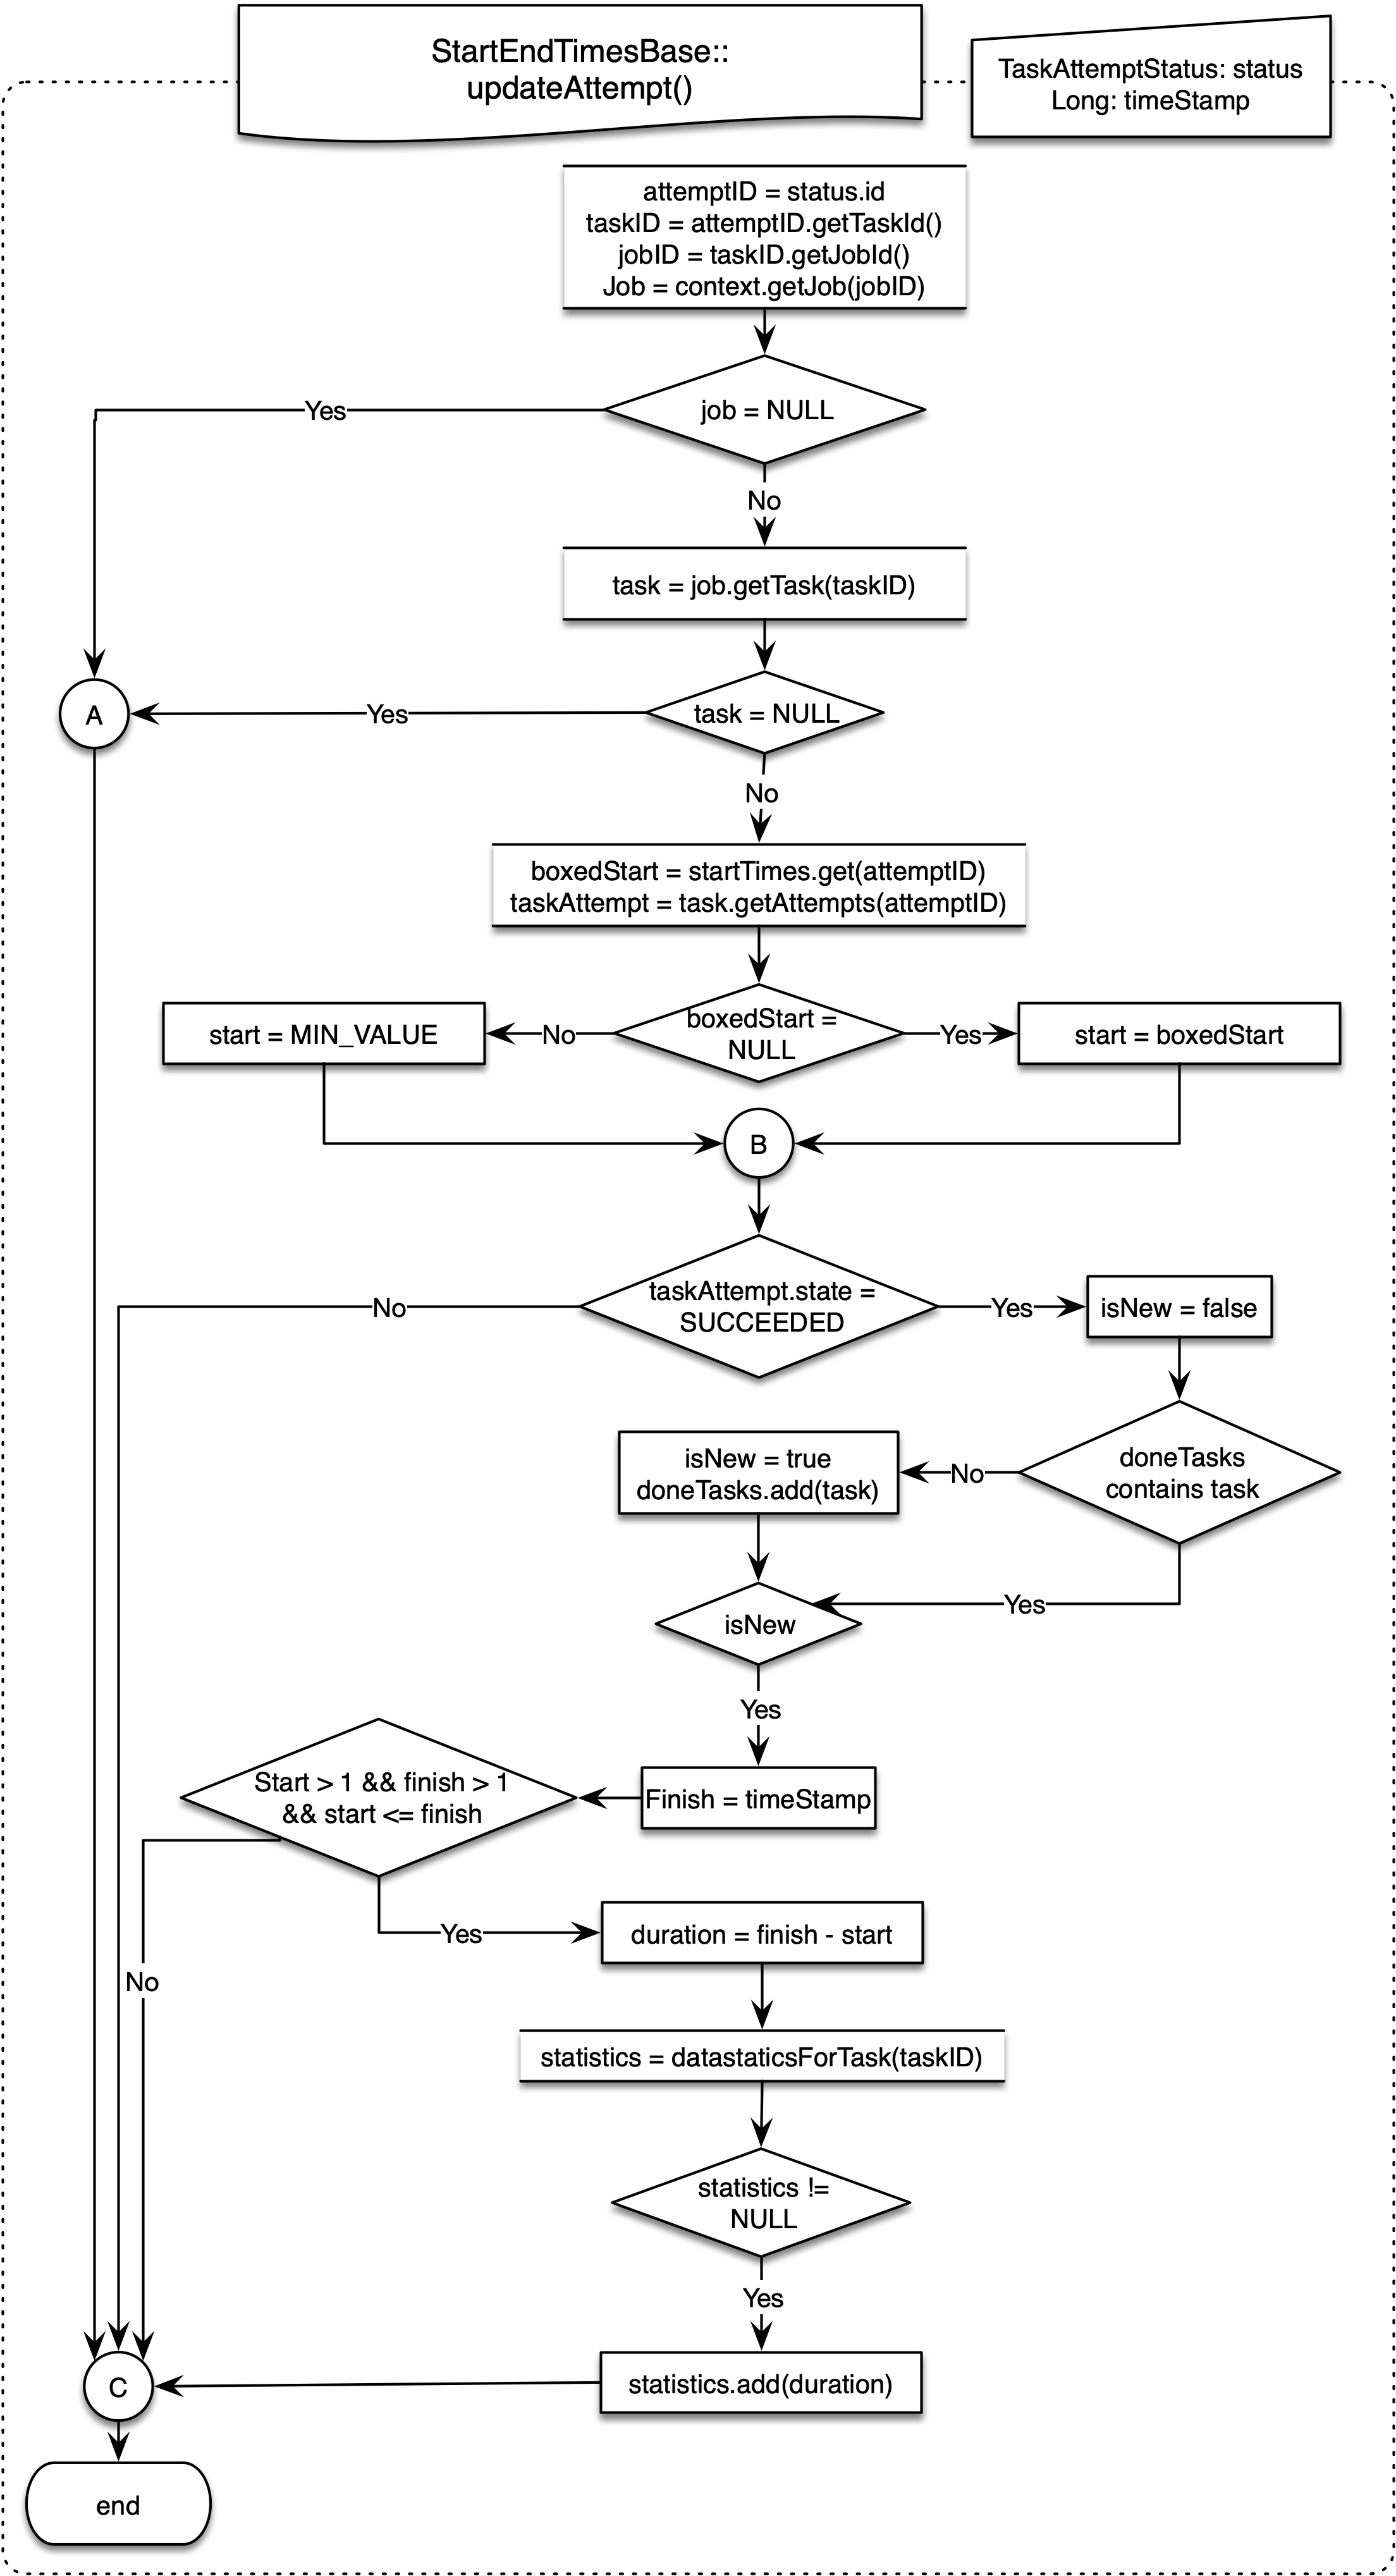 StartEndTimesBase::
updateAttempt()
TaskAttemptStatus: status
Long: timeStamp
attemptID = status.id
taskID = attemptID.getTaskId()
jobID = taskID.getJobId()
Job = context.getJob(jobID)
job = NULL
Yes
No
task = job.getTask(taskID)
task = NULL
Yes
A
No
boxedStart = startTimes.get(attemptID)
taskAttempt = task.getAttempts(attemptID)
boxedStart =
NULL
No
Yes
start = MIN_VALUE
start = boxedStart
B
taskAttempt.state =
SUCCEEDED
No
Yes
isNew = false
doneTasks
contains task
No
isNew = true
doneTasks.add(task)
Yes
isNew
Yes
Finish = timeStamp
Start > 1 && finish > 1
&& start <= finish
Yes
No
duration = finish - start
statistics = datastaticsForTask(taskID)
statistics !=
NULL
Yes
statistics.add(duration)
C
end